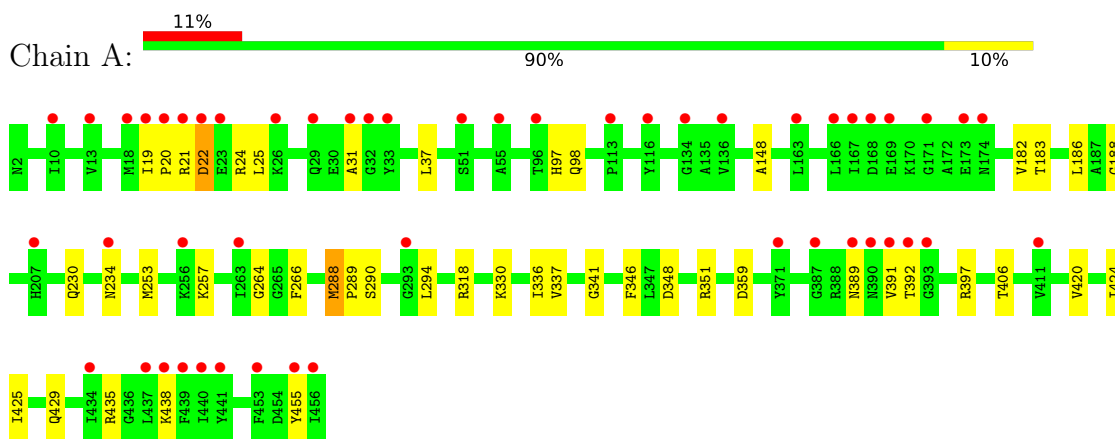 11%
Chain A:
90% 10%
N2 I10 V13 M18 I19 P20 R21 D22 E23 R24 L25 K26 Q29 E30 A31 G32 Y33 L37 S51 A55 T96 H97 Q98 P113 Y116 G134 A135 V136 A148 L163 L166 I167 D168 E169 K170 G171 A172 E173 N174 V182 T183 L186 A187 G188
H207 Q230 N234 M253 K256 K257 I263 G264 G265 F266 M288 P289 S290 G293 L294 R318 K330 I336 V337 G341 F346 L347 D348 R351 D359 Y371 G387 R388 N389 N390 V391 T392 G393 R397 T406 V411 V420
I425 Q429 I434 R435 G436 L437 K438 F439 I440 Y441 F453 D454 Y455 I456